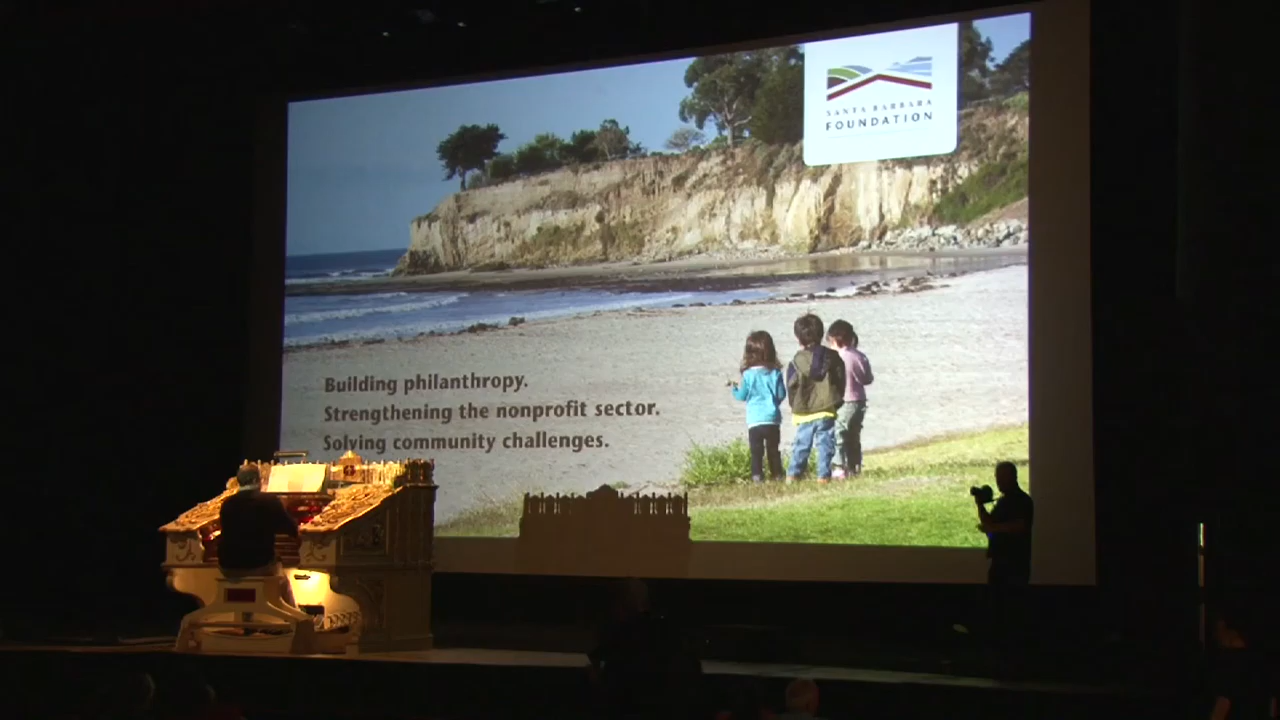 SANTA BARBARA
FOUNDATION
Building philanthropy.
Strengthening the nonprofit sector.
Solving community challenges.